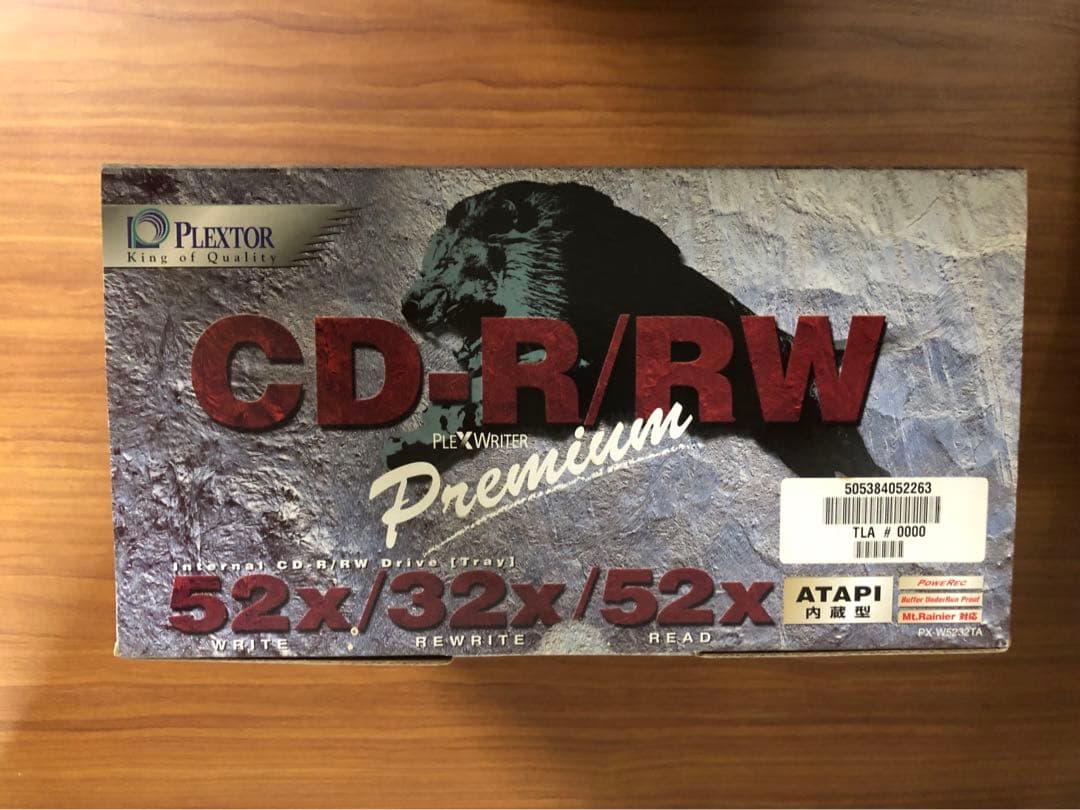 PLEXTOR
King of Quality
CD-R/RW
PLEXWRITER
Premium
505384052263
TLA # 0000
Internal CD-R/RW Drive [Tray]
52x/32x/52x
WRITE REWRITE READ
ATAPI
内蔵型
POWEREC
Buffer UnderRun Proof
Mt.Rainier 対応
PX-W5232TA